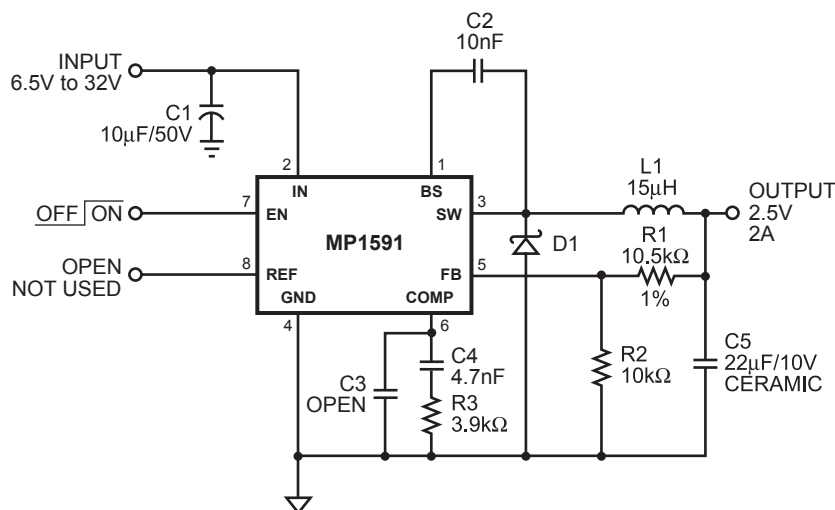 C2
10nF
INPUT
6.5V to 32V
C1
10µF/50V
2
1
IN
BS
L1
15µH
OUTPUT
2.5V
2A
OFF ON
7
EN
SW
3
MP1591
D1
R1
10.5kΩ
1%
OPEN
NOT USED
8
REF
FB
5
GND
COMP
4
6
C3
OPEN
C4
4.7nF
R3
3.9kΩ
R2
10kΩ
C5
22µF/10V
CERAMIC